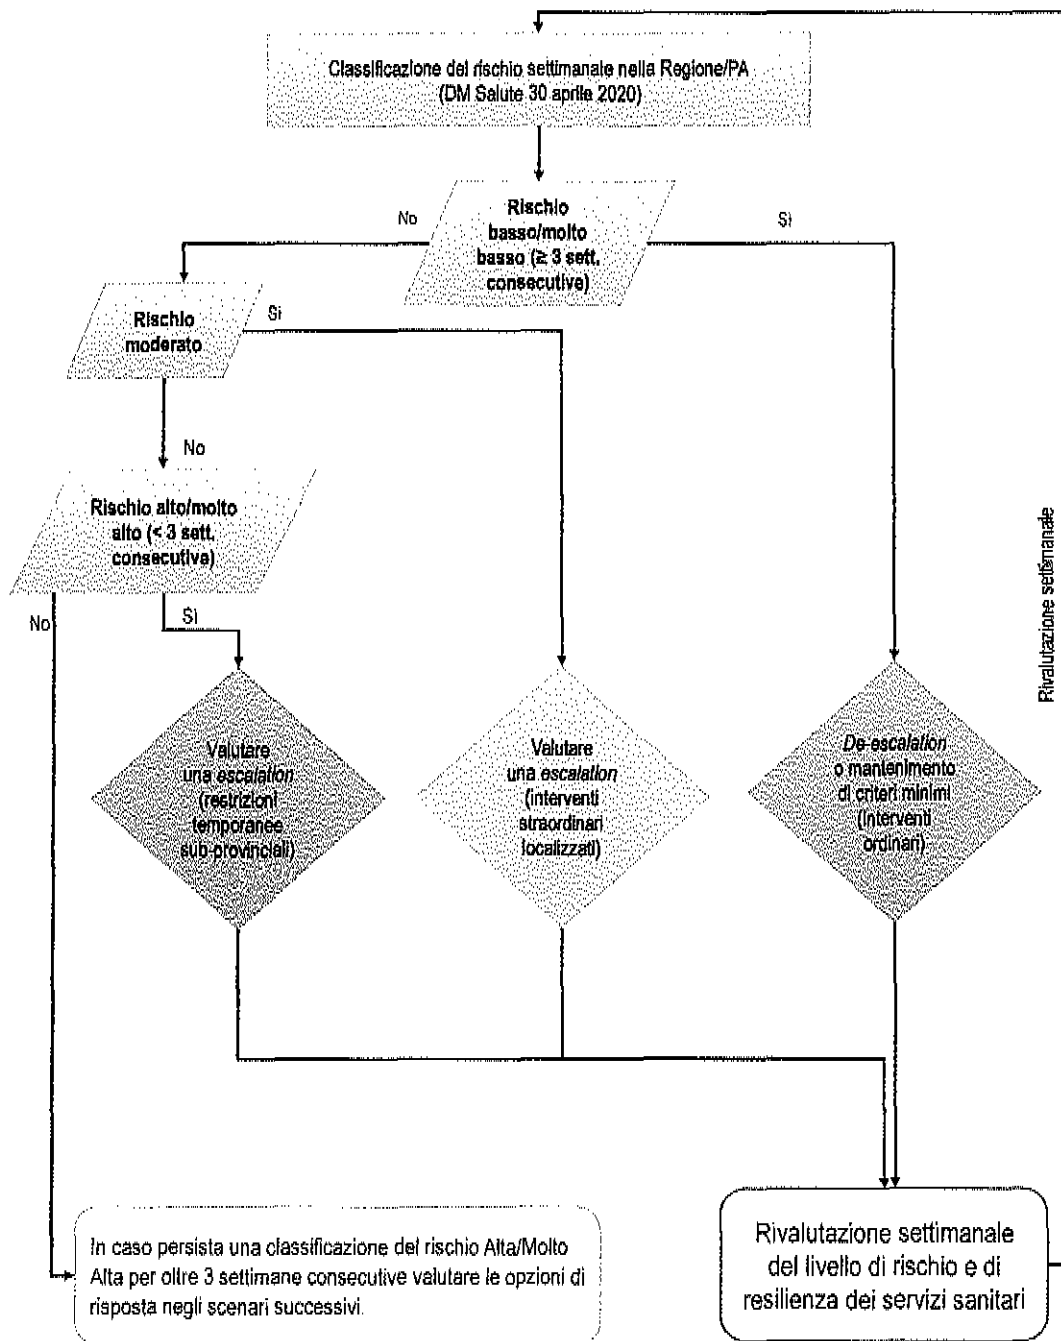 Classificazione del rischio settimanale nella Regione/PA
(DM Salute 30 aprile 2020)
No
Rischio
basso/molto
basso (≥ 3 sett.
consecutive)
Sì
Rischio
moderato
Sì
No
Rischio alto/molto
alto (< 3 sett.
consecutive)
No
Sì
Rivalutazione settimanale
Valutare
una escalation
(restrizioni
temporanee
sub-provinciali)
Valutare
una escalation
(interventi
straordinari
localizzati)
De-escalation
o mantenimento
di criteri minimi
(interventi
ordinari)
In caso persista una classificazione del rischio Alta/Molto
Alta per oltre 3 settimane consecutive valutare le opzioni di
risposta negli scenari successivi.
Rivalutazione settimanale
del livello di rischio e di
resilienza dei servizi sanitari